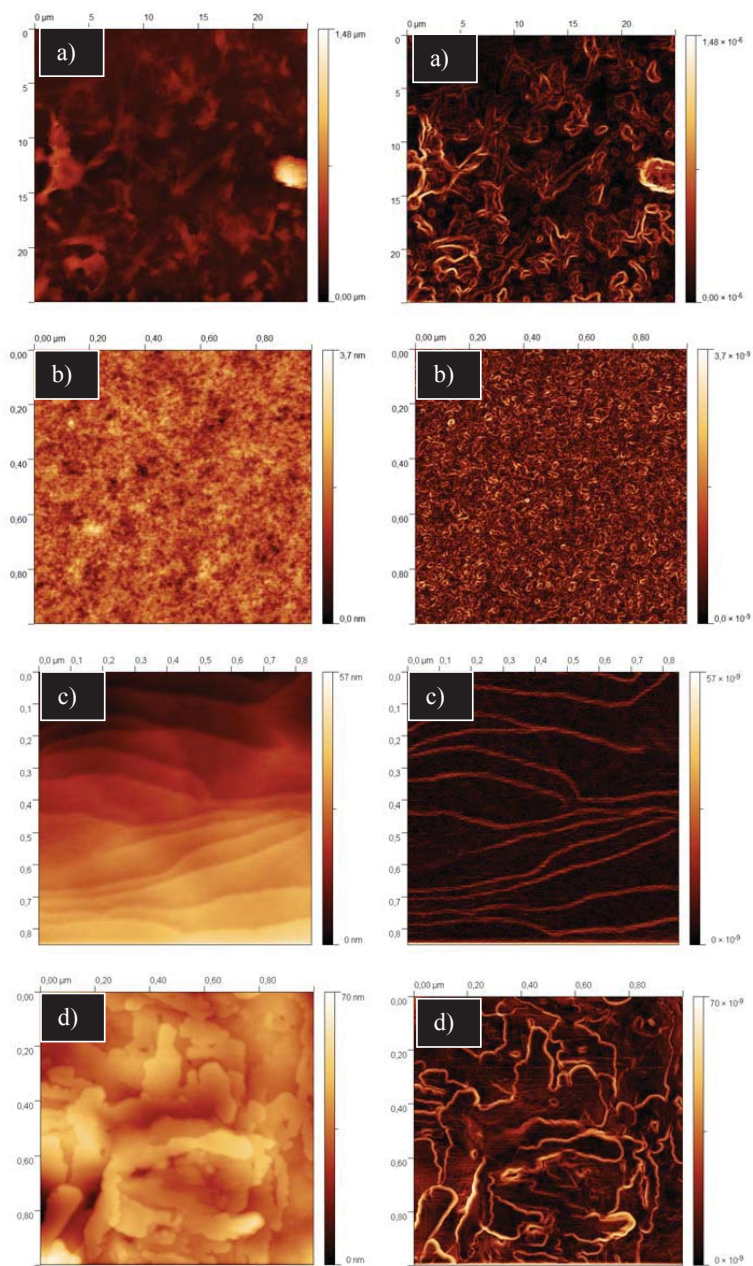 0 µm 5 10 15 20
0 5 10 15 20
a)
1,48 µm
0,00 µm
0 µm 5 10 15 20
0 5 10 15 20
a)
1,48 × 10⁻⁶
0,00 × 10⁻⁶
0,00 µm 0,20 0,40 0,60 0,80
0,00 0,20 0,40 0,60 0,80
b)
3,7 nm
0,0 nm
0,00 µm 0,20 0,40 0,60 0,80
0,00 0,20 0,40 0,60 0,80
b)
3,7 × 10⁻⁹
0,0 × 10⁻⁹
0,0 µm 0,1 0,2 0,3 0,4 0,5 0,6 0,7 0,8
0,0 0,1 0,2 0,3 0,4 0,5 0,6 0,7 0,8
c)
57 nm
0 nm
0,0 µm 0,1 0,2 0,3 0,4 0,5 0,6 0,7 0,8
0,0 0,1 0,2 0,3 0,4 0,5 0,6 0,7 0,8
c)
57 × 10⁻⁹
0 × 10⁻⁹
0,00 µm 0,20 0,40 0,60 0,80
0,00 0,20 0,40 0,60 0,80
d)
70 nm
0 nm
0,00 µm 0,20 0,40 0,60 0,80
0,00 0,20 0,40 0,60 0,80
d)
70 × 10⁻⁹
0 × 10⁻⁹